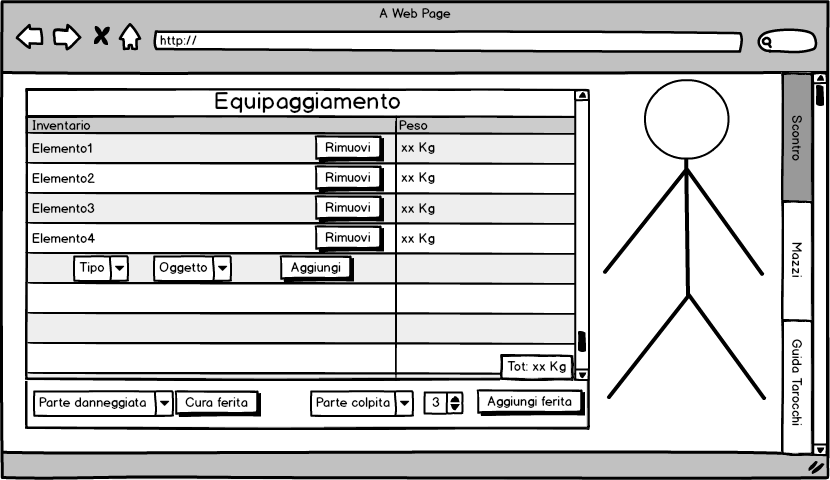 A Web Page
http://
Equipaggiamento
Inventario Peso
Elemento1 Rimuovi xx Kg
Elemento2 Rimuovi xx Kg
Elemento3 Rimuovi xx Kg
Elemento4 Rimuovi xx Kg
Tipo Oggetto Aggiungi
Tot: xx Kg
Parte danneggiata Cura ferita Parte colpita 3 Aggiungi ferita
Scontro
Mazzi
Guida Tarocchi